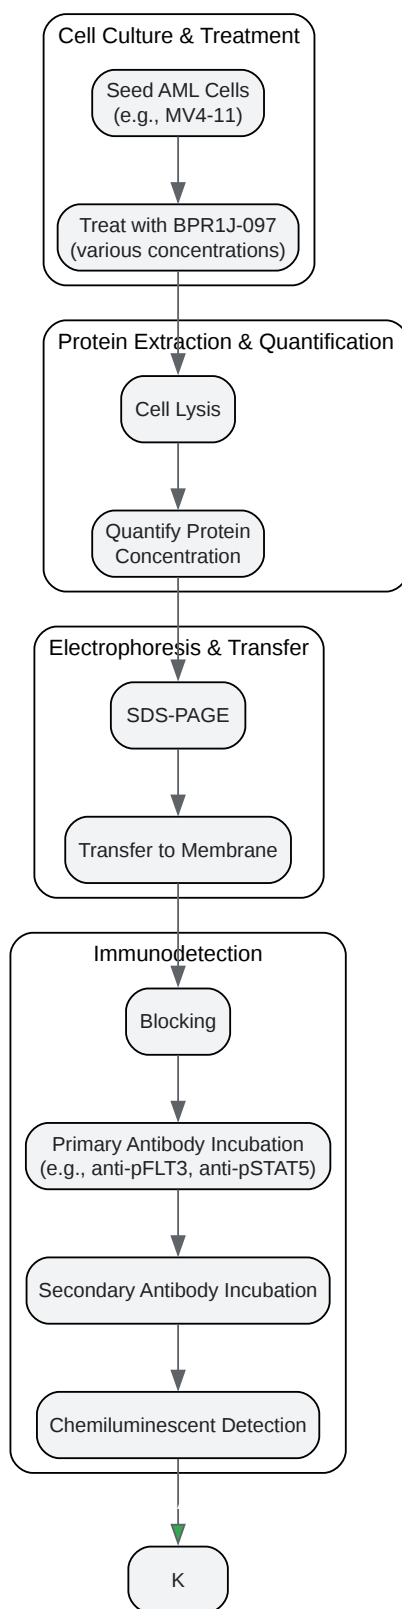 Cell Culture & Treatment
Seed AML Cells
(e.g., MV4-11)
Treat with BPR1J-097
(various concentrations)
Protein Extraction & Quantification
Cell Lysis
Quantify Protein
Concentration
Electrophoresis & Transfer
SDS-PAGE
Transfer to Membrane
Immunodetection
Blocking
Primary Antibody Incubation
(e.g., anti-pFLT3, anti-pSTAT5)
Secondary Antibody Incubation
Chemiluminescent Detection
K